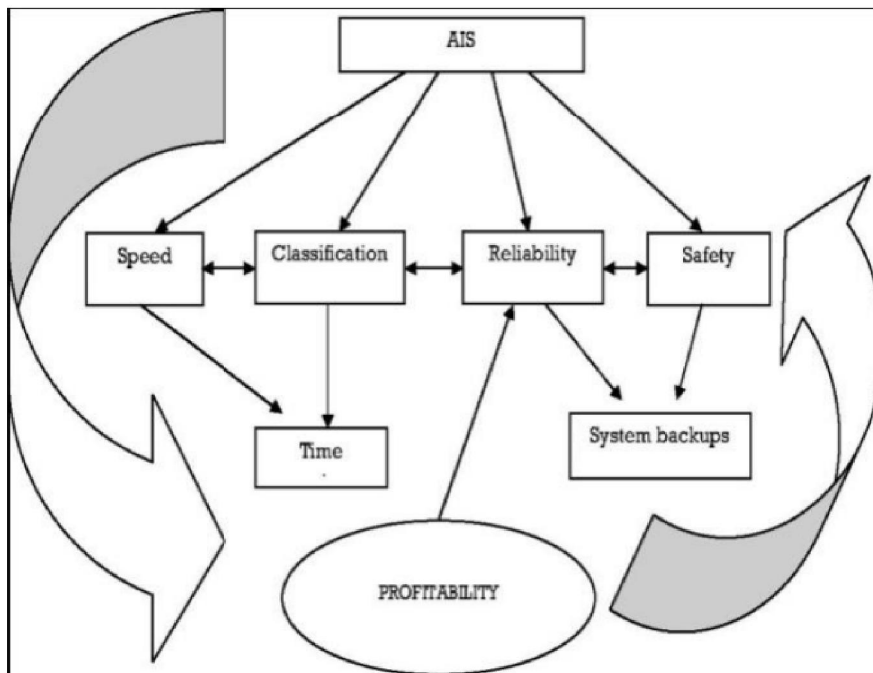 AIS
Speed
Classification
Reliability
Safety
Time
System backups
PROFITABILITY